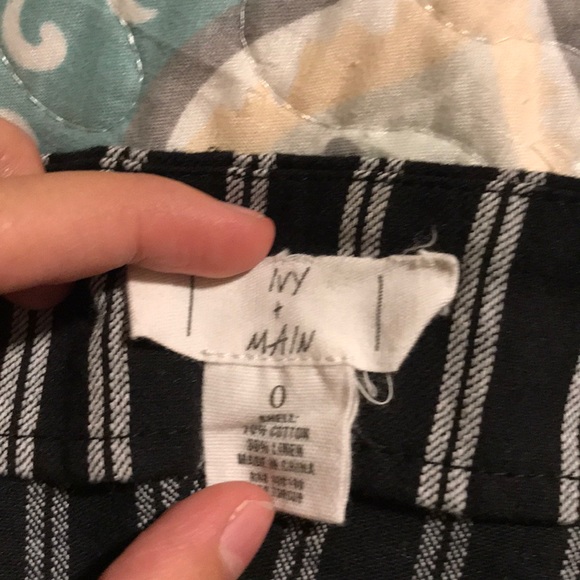 IVY
+
MAIN
0
SHELL:
70% COTTON
30% LINEN
MADE IN CHINA